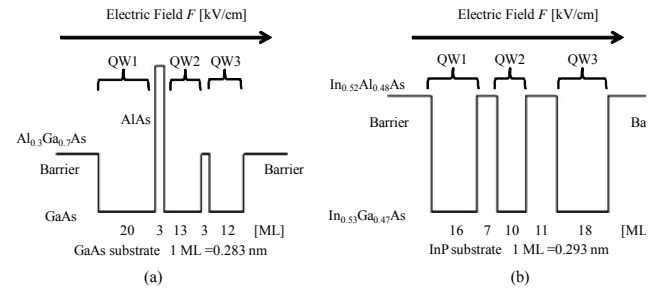 Electric Field F [kV/cm]
QW1 QW2 QW3
AlAs
Al0.3Ga0.7As
Barrier Barrier
GaAs
20 3 13 3 12 [ML]
GaAs substrate 1 ML =0.283 nm
(a)
Electric Field F [kV/cm]
QW1 QW2 QW3
In0.52Al0.48As
Barrier Ba
In0.53Ga0.47As
16 7 10 11 18 [ML
InP substrate 1 ML =0.293 nm
(b)